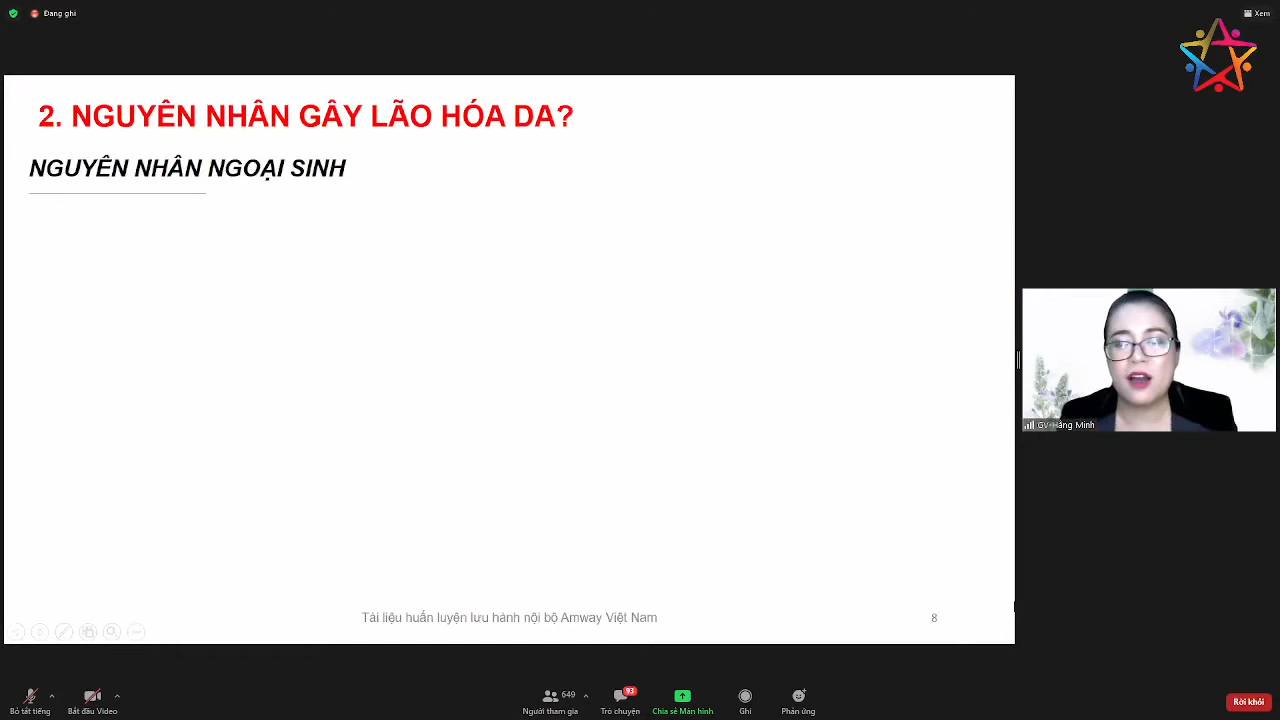 Đang ghi
Xem
2. NGUYÊN NHÂN GÂY LÃO HÓA DA?
NGUYÊN NHÂN NGOẠI SINH
GV-Hằng Minh
Tài liệu huấn luyện lưu hành nội bộ Amway Việt Nam
8
649
93
Bỏ tắt tiếng
Bắt đầu Video
Người tham gia
Trò chuyện
Chia sẻ Màn hình
Ghi
Phản ứng
Rời khỏi